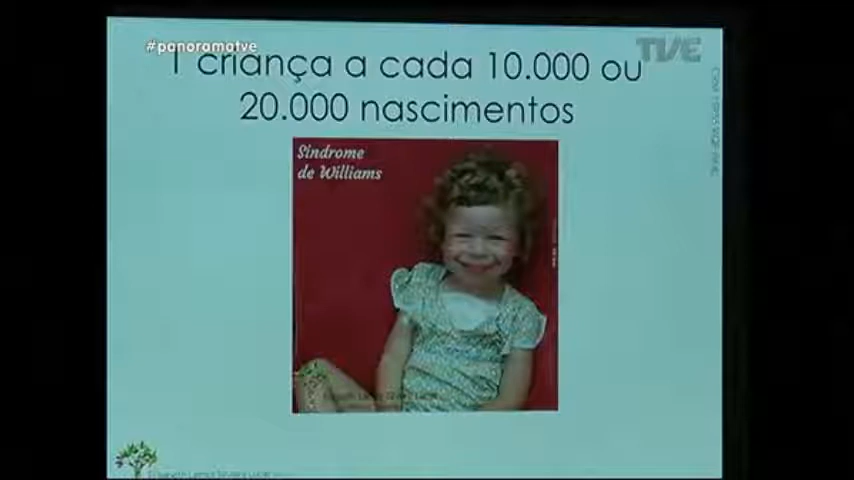 #panoramatve
TVE
1 criança a cada 10.000 ou
20.000 nascimentos
Síndrome
de Williams